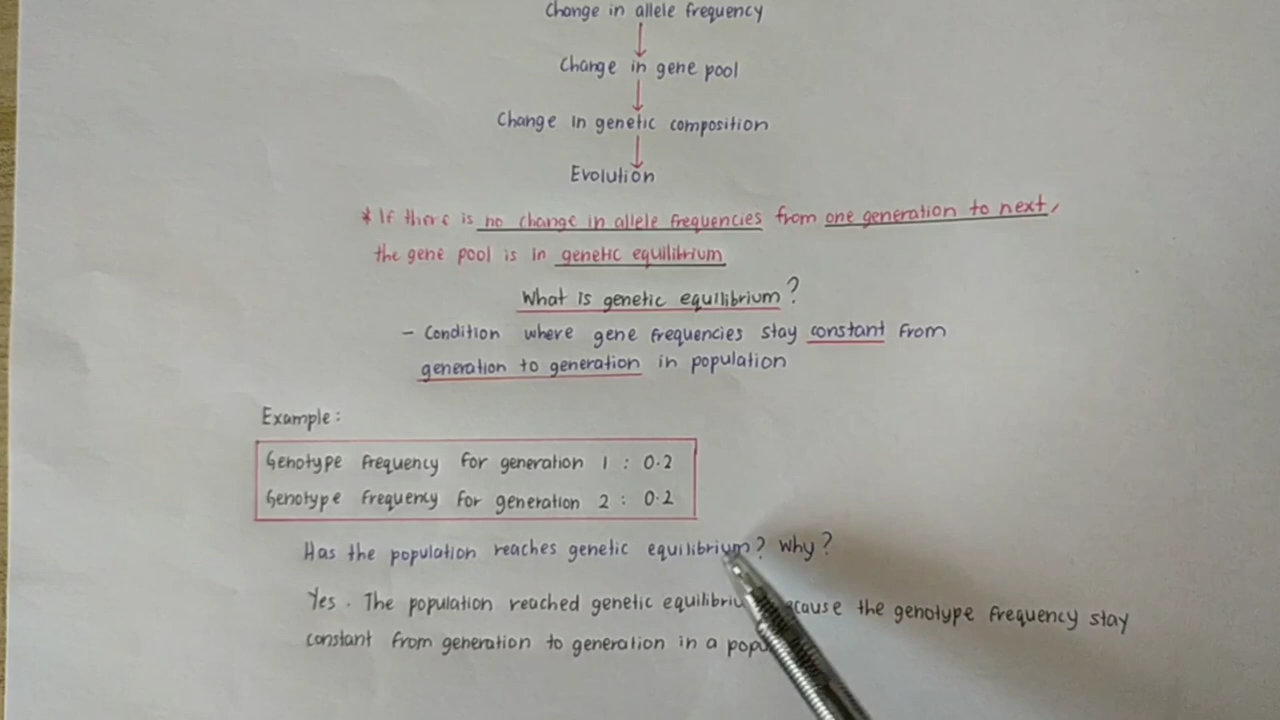 Change in allele frequency
Change in gene pool
Change in genetic composition
Evolution
* If there is no change in allele frequencies from one generation to next,
the gene pool is in genetic equilibrium
What is genetic equilibrium?
- Condition where gene frequencies stay constant from
generation to generation in population
Example:
Genotype frequency for generation 1 : 0.2
Genotype frequency for generation 2 : 0.2
Has the population reaches genetic equilibrium? Why?
Yes. The population reached genetic the genotype frequency stay
constant from generation to generation in a